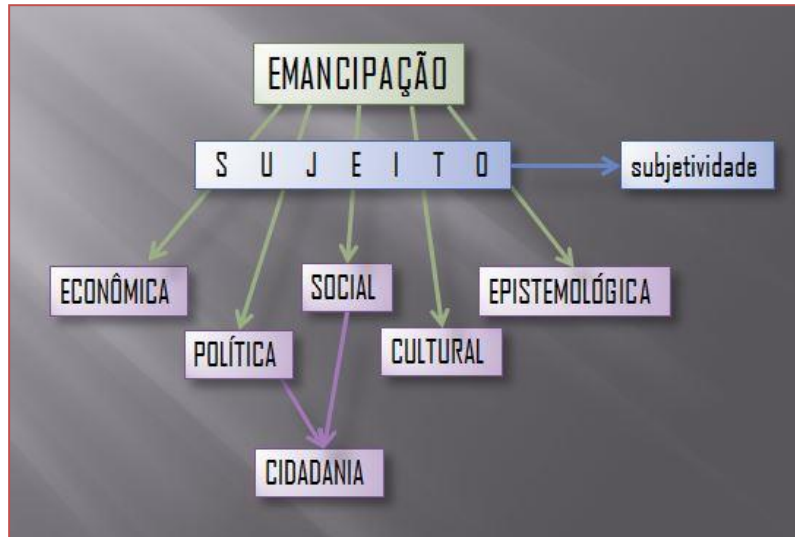 EMANCIPAÇÃO
S U J E I T O
subjetividade
ECONÔMICA
SOCIAL
EPISTEMOLÓGICA
POLÍTICA
CULTURAL
CIDADANIA